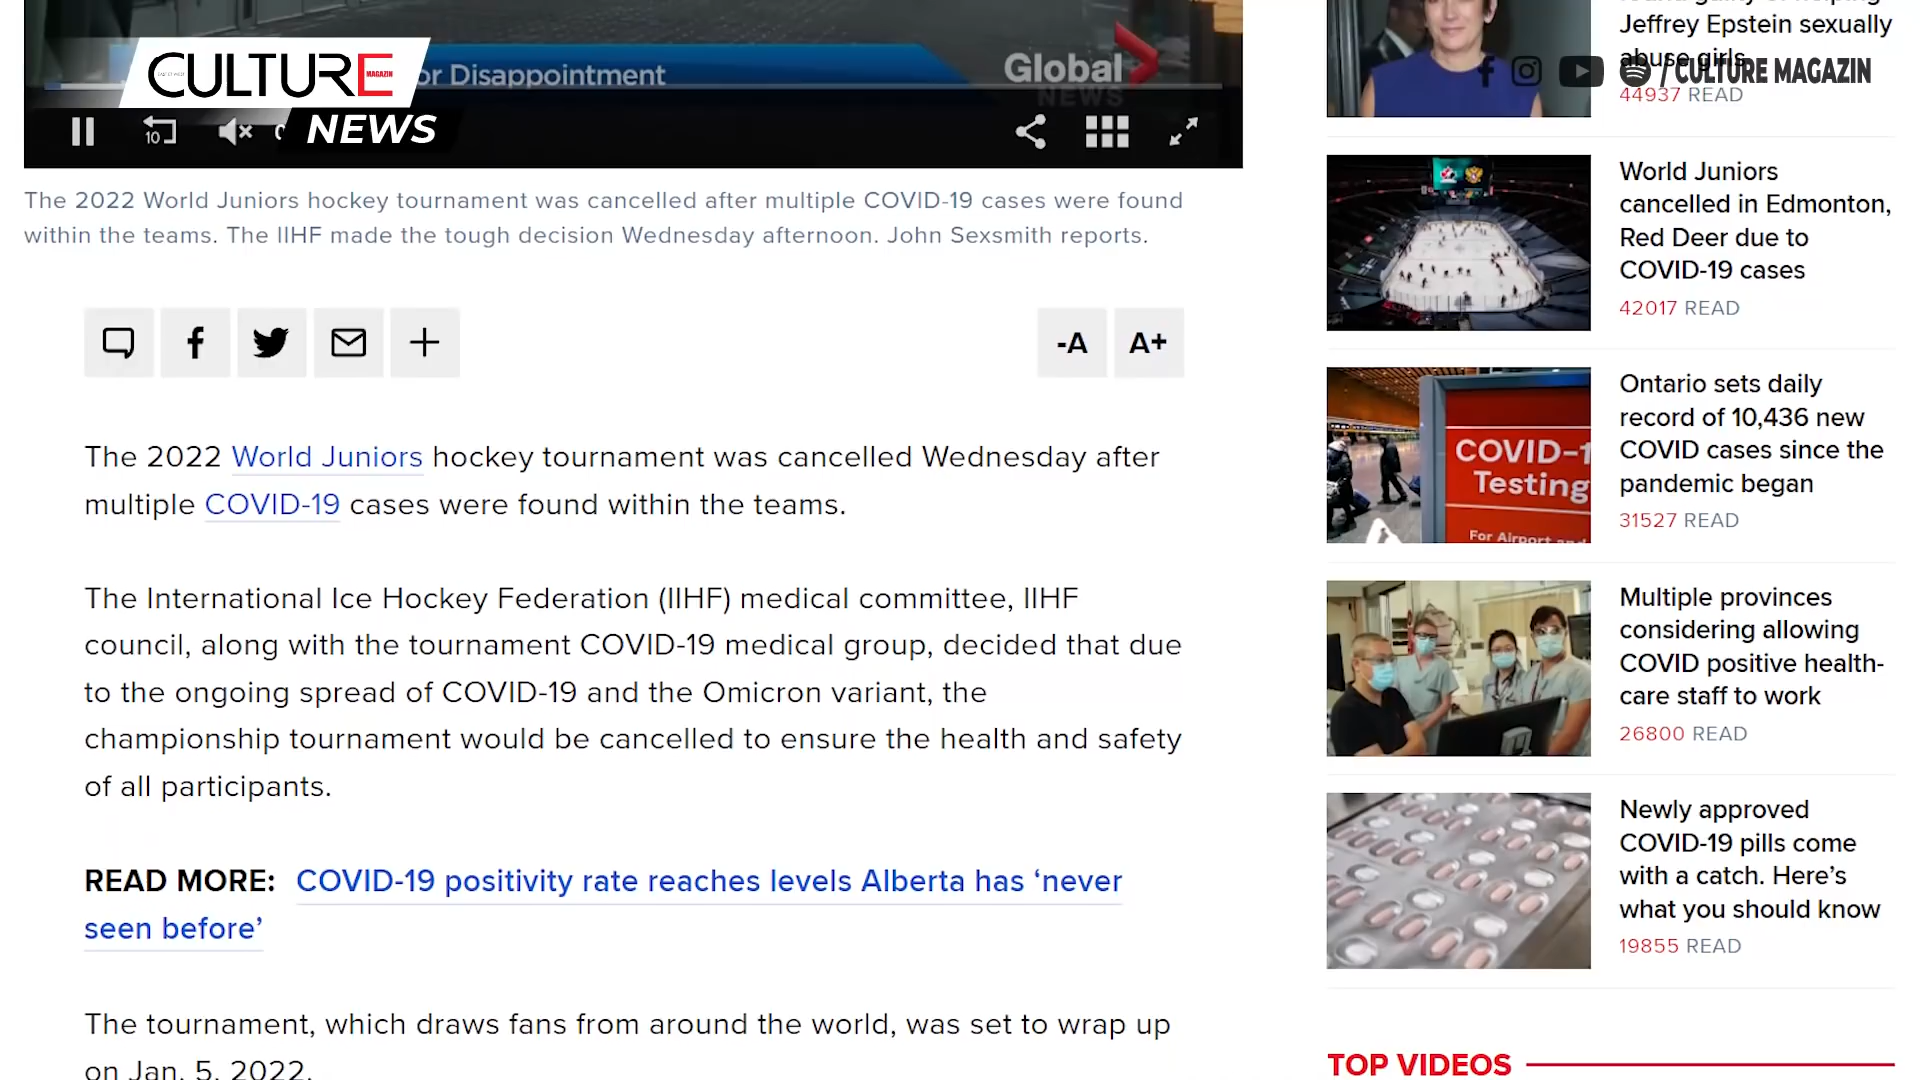 CULTURE
MAGAZIN
NEWS
or Disappointment
Global
NEWS
10
The 2022 World Juniors hockey tournament was cancelled after multiple COVID-19 cases were found
within the teams. The IIHF made the tough decision Wednesday afternoon. John Sexsmith reports.
-A
A+
The 2022 World Juniors hockey tournament was cancelled Wednesday after
multiple COVID-19 cases were found within the teams.
The International Ice Hockey Federation (IIHF) medical committee, IIHF
council, along with the tournament COVID-19 medical group, decided that due
to the ongoing spread of COVID-19 and the Omicron variant, the
championship tournament would be cancelled to ensure the health and safety
of all participants.
READ MORE: COVID-19 positivity rate reaches levels Alberta has ‘never
seen before’
The tournament, which draws fans from around the world, was set to wrap up
on Jan. 5, 2022.
Jeffrey Epstein sexually
abuse girls
/ CULTURE MAGAZIN
44937 READ
World Juniors
cancelled in Edmonton,
Red Deer due to
COVID-19 cases
42017 READ
COVID-1
Testing
For Airport and
Ontario sets daily
record of 10,436 new
COVID cases since the
pandemic began
31527 READ
Multiple provinces
considering allowing
COVID positive health-
care staff to work
26800 READ
Newly approved
COVID-19 pills come
with a catch. Here’s
what you should know
19855 READ
TOP VIDEOS